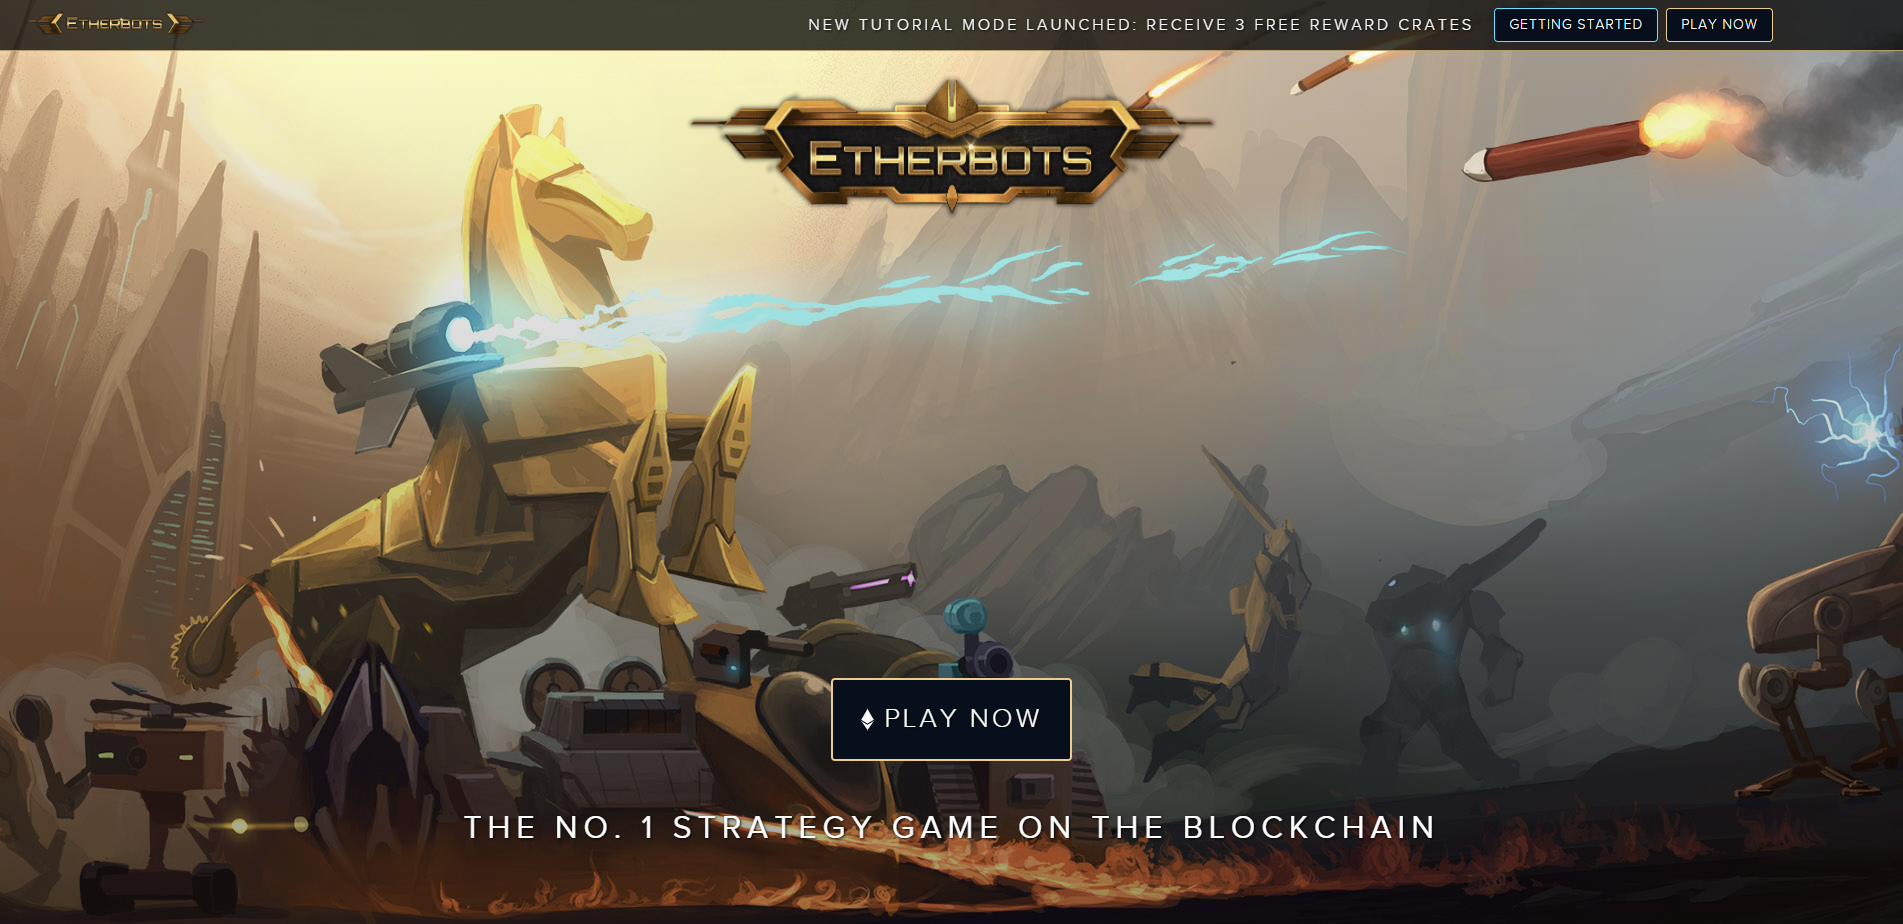 ETHERBOTS
NEW TUTORIAL MODE LAUNCHED: RECEIVE 3 FREE REWARD CRATES
GETTING STARTED
PLAY NOW
ETHERBOTS
PLAY NOW
THE NO. 1 STRATEGY GAME ON THE BLOCKCHAIN